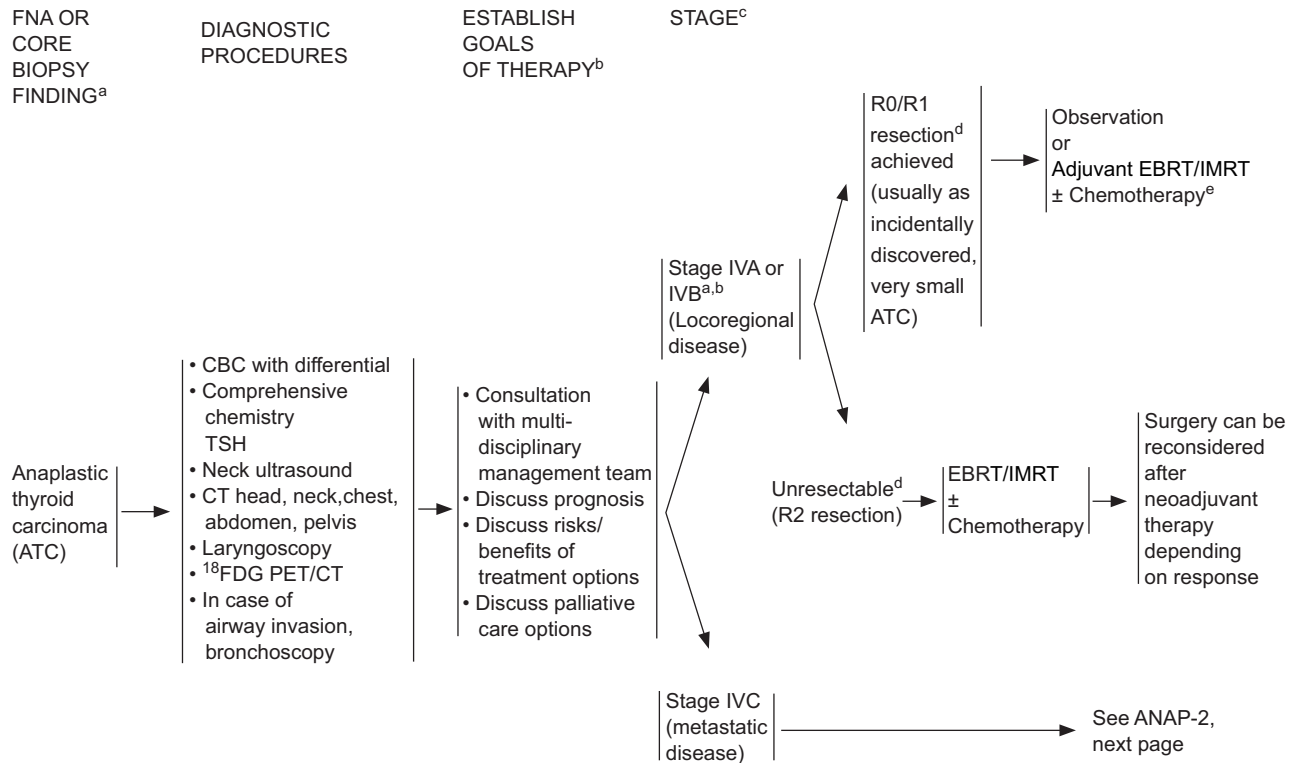 FNA OR
CORE
BIOPSY
FINDINGᵃ
DIAGNOSTIC
PROCEDURES
ESTABLISH
GOALS
OF THERAPYᵇ
STAGEᶜ
Anaplastic
thyroid
carcinoma
(ATC)
• CBC with differential
• Comprehensive
chemistry
TSH
• Neck ultrasound
• CT head, neck,chest,
abdomen, pelvis
• Laryngoscopy
• ¹⁸FDG PET/CT
• In case of
airway invasion,
bronchoscopy
• Consultation
with multi-
disciplinary
management team
• Discuss prognosis
• Discuss risks/
benefits of
treatment options
• Discuss palliative
care options
Stage IVA or
IVBᵃ,ᵇ
(Locoregional
disease)
R0/R1
resectionᵈ
achieved
(usually as
incidentally
discovered,
very small
ATC)
Observation
or
Adjuvant EBRT/IMRT
± Chemotherapyᵉ
Unresectableᵈ
(R2 resection)
EBRT/IMRT
±
Chemotherapy
Surgery can be
reconsidered
after
neoadjuvant
therapy
depending
on response
Stage IVC
(metastatic
disease)
See ANAP-2,
next page